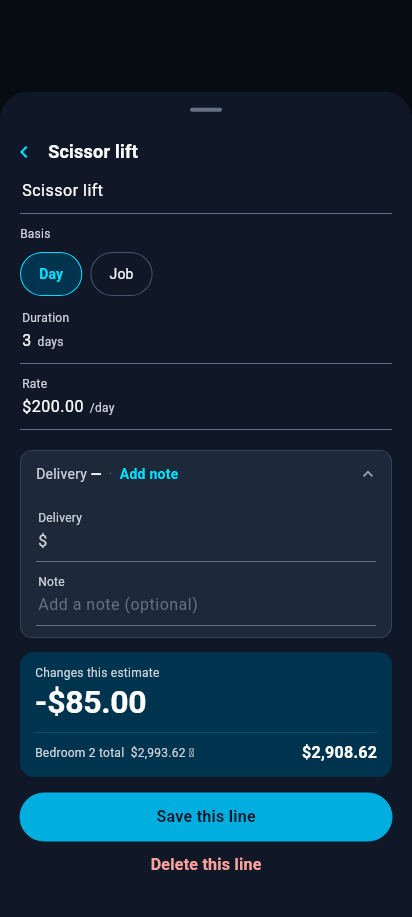 Scissor lift
Scissor lift
Basis
Day Job
Duration
3 days
Rate
$200.00 /day
Delivery — · Add note
Delivery
$
Note
Add a note (optional)
Changes this estimate
-$85.00
Bedroom 2 total $2,993.62 $2,908.62
Save this line
Delete this line